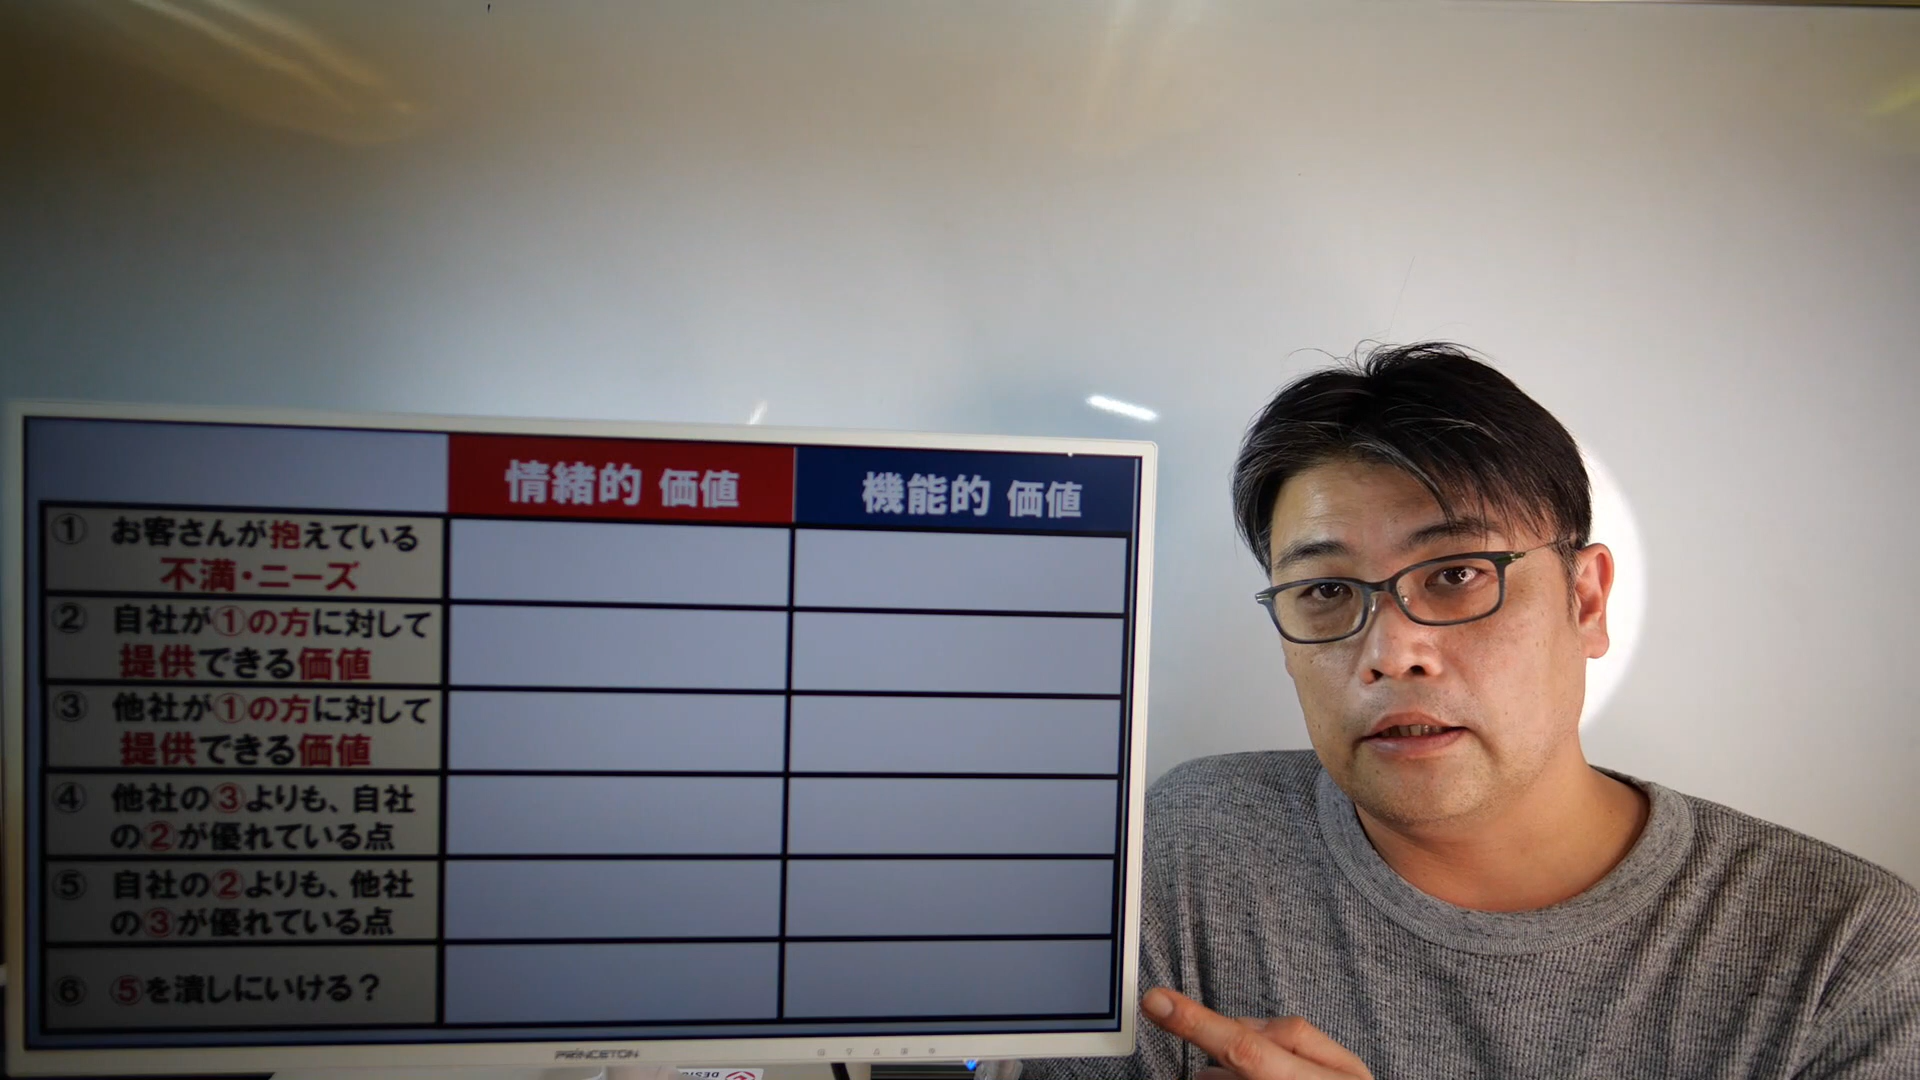 情緒的 価値
機能的 価値
① お客さんが抱えている
不満・ニーズ
② 自社が①の方に対して
提供できる価値
③ 他社が①の方に対して
提供できる価値
④ 他社の③よりも、自社
の②が優れている点
⑤ 自社の②よりも、他社
の③が優れている点
⑥ ⑤を潰しにいける？
PRINCETON
DESIG